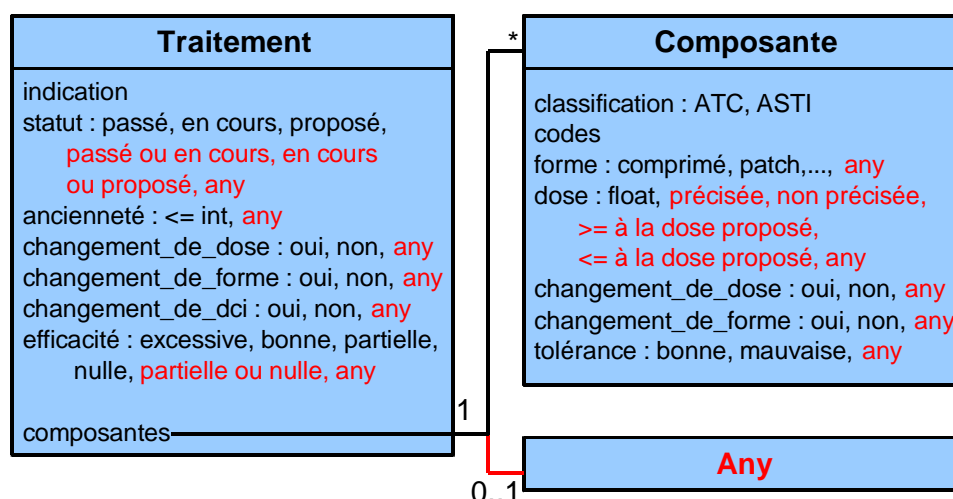 Traitement
indication
statut : passé, en cours, proposé,
passé ou en cours, en cours
ou proposé, any
ancienneté : <= int, any
changement_de_dose : oui, non, any
changement_de_forme : oui, non, any
changement_de_dci : oui, non, any
efficacité : excessive, bonne, partielle,
nulle, partielle ou nulle, any
composantes
1
*
0..1
Composante
classification : ATC, ASTI
codes
forme : comprimé, patch,..., any
dose : float, précisée, non précisée,
>= à la dose proposé,
<= à la dose proposé, any
changement_de_dose : oui, non, any
changement_de_forme : oui, non, any
tolérance : bonne, mauvaise, any
Any